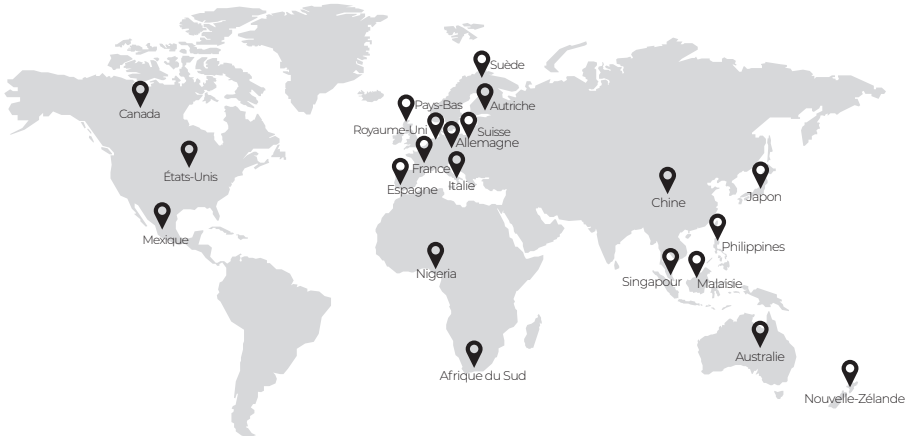 Suède
Canada
Pays-Bas
Autriche
Royaume-Uni
Suisse
Allemagne
France
États-Unis
Italie
Espagne
Chine
Japon
Mexique
Philippines
Nigeria
Singapour
Malaisie
Australie
Afrique du Sud
Nouvelle-Zélande